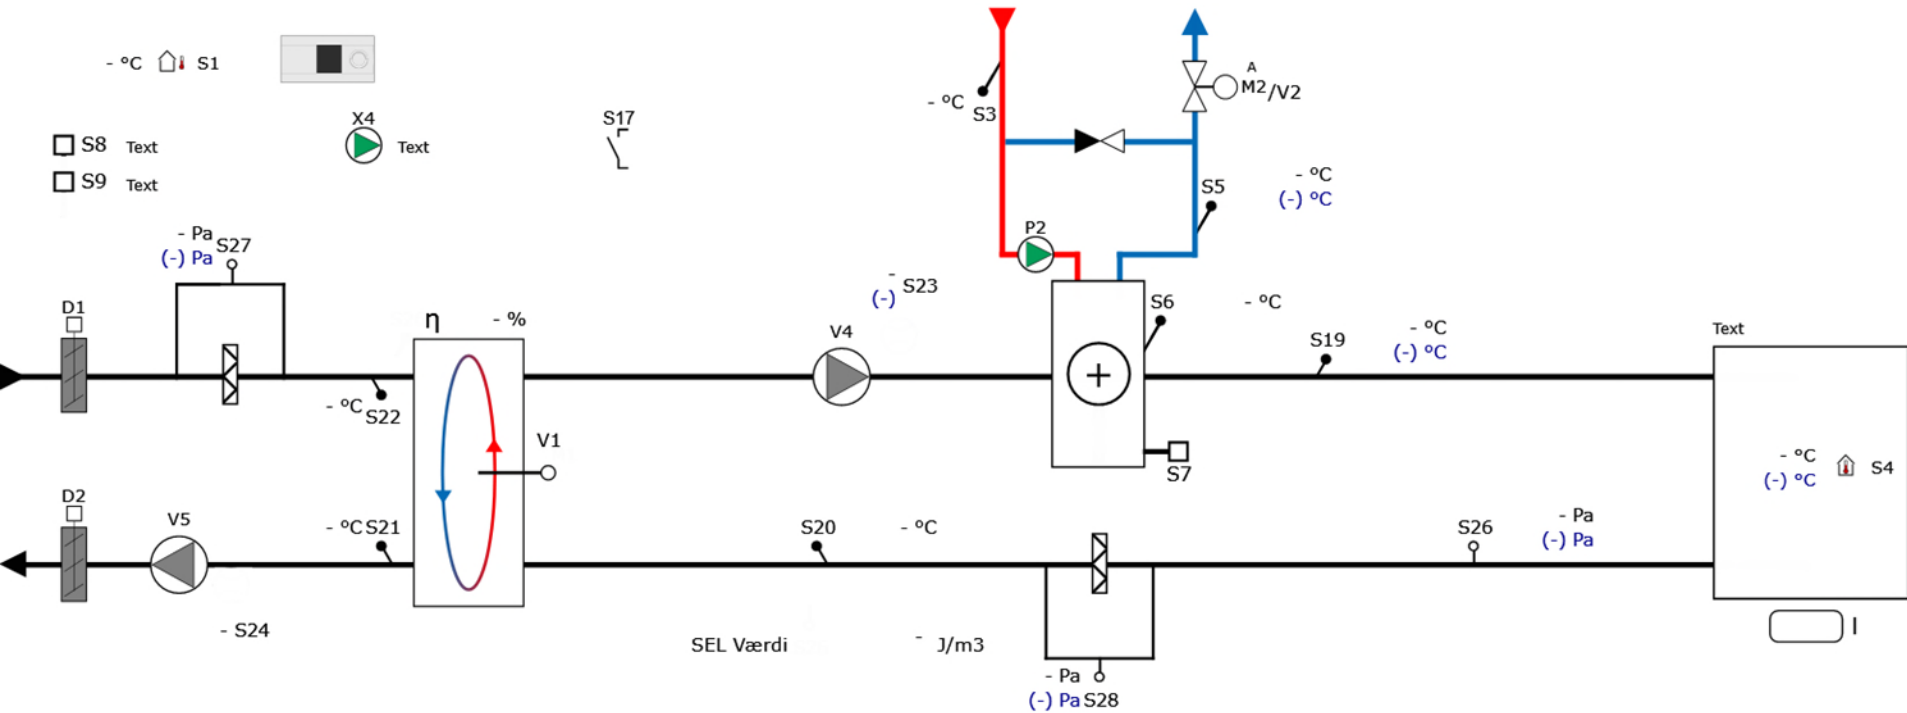 - °C S1
X4
Text
S17
S8 Text
S9 Text
- Pa
(-) Pa
S27
D1
η - %
- °C
S22
V1
-
(-)
S23
V4
- °C
S3
A
M2/V2
- °C
(-) °C
S5
P2
S6
- °C
S19
- °C
(-) °C
S7
Text
- °C
(-) °C
S4
D2
V5
- °C S21
- S24
S20
- °C
S26
- Pa
(-) Pa
SEL Værdi - J/m3
- Pa
(-) Pa S28
I